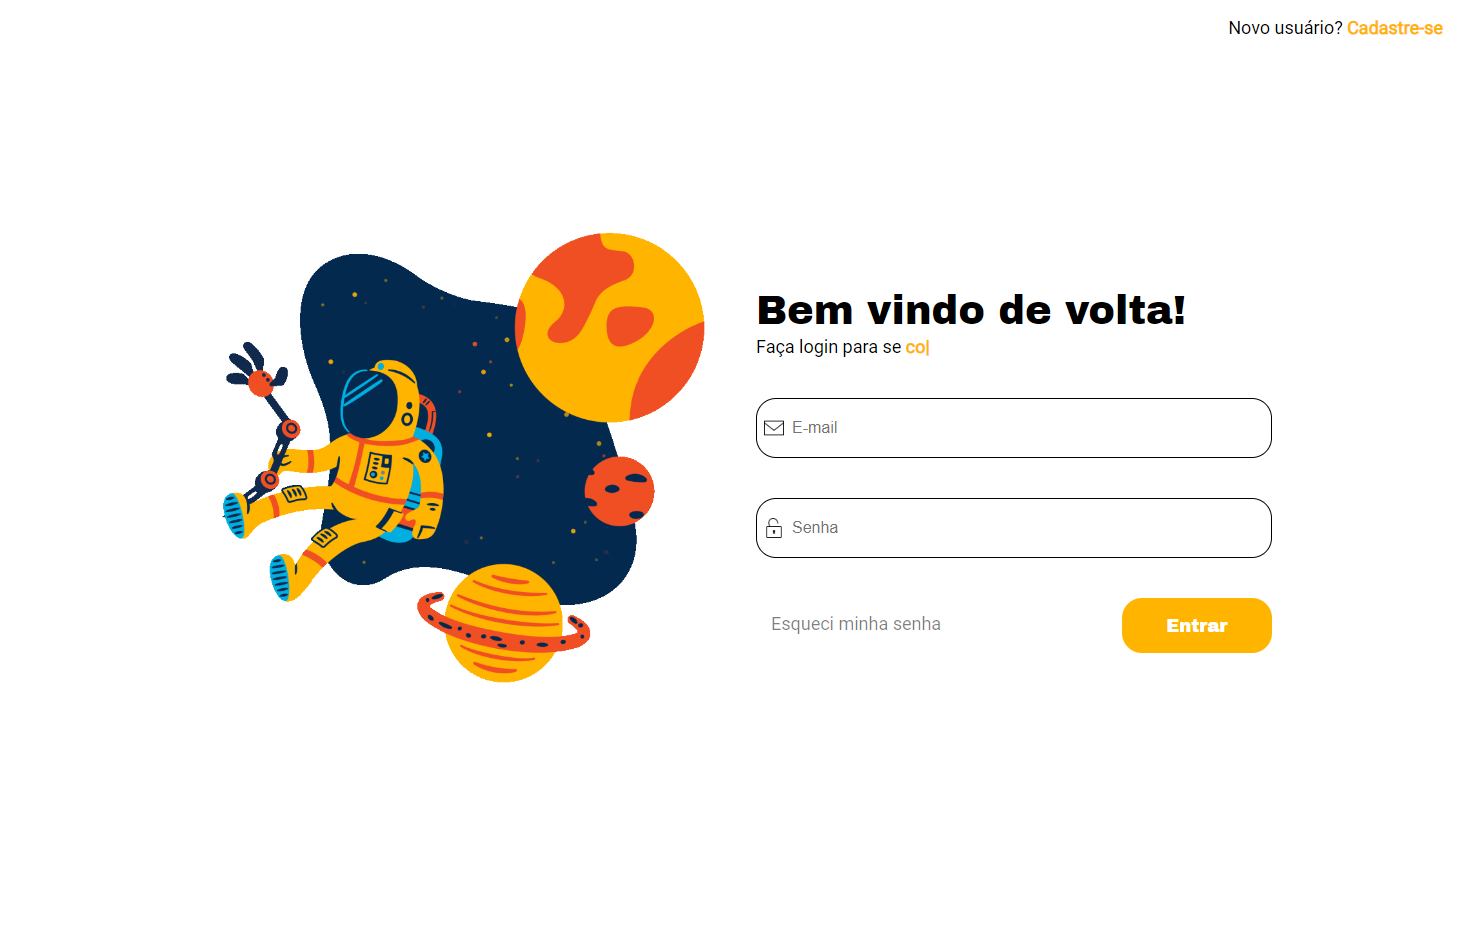 Novo usuário? Cadastre-se
Bem vindo de volta!
Faça login para se co|
E-mail
Senha
Esqueci minha senha
Entrar